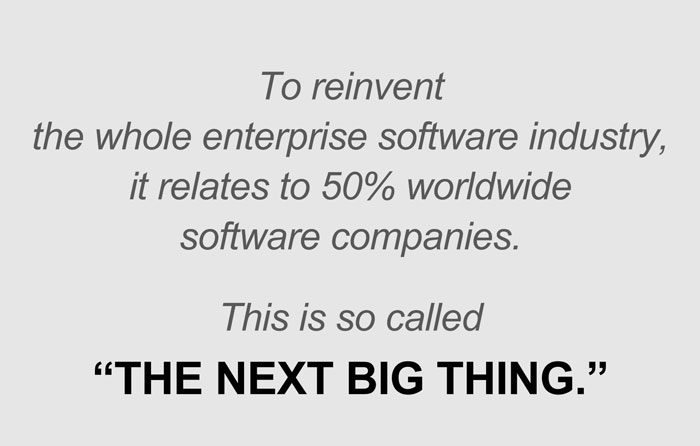 To reinvent
the whole enterprise software industry,
it relates to 50% worldwide
software companies.
This is so called
“THE NEXT BIG THING.”